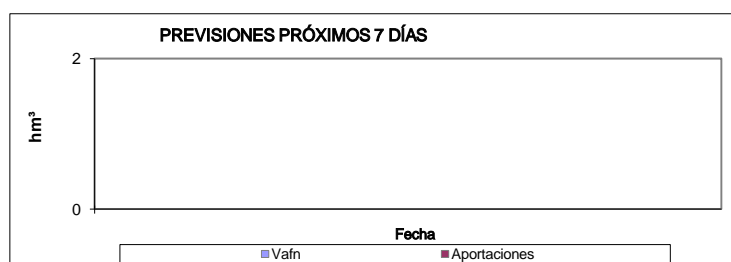 PREVISIONES PRÓXIMOS 7 DÍAS
2
hm³
0
Fecha
Vafn Aportaciones